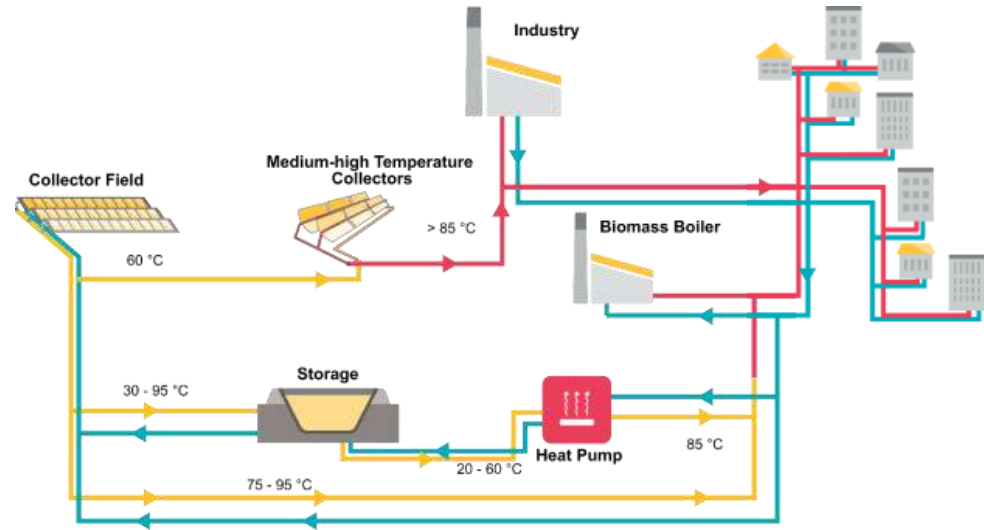 Industry
Medium-high Temperature
Collectors
Collector Field
> 85 °C
Biomass Boiler
60 °C
Storage
30 - 95 °C
85 °C
Heat Pump
20 - 60 °C
75 - 95 °C